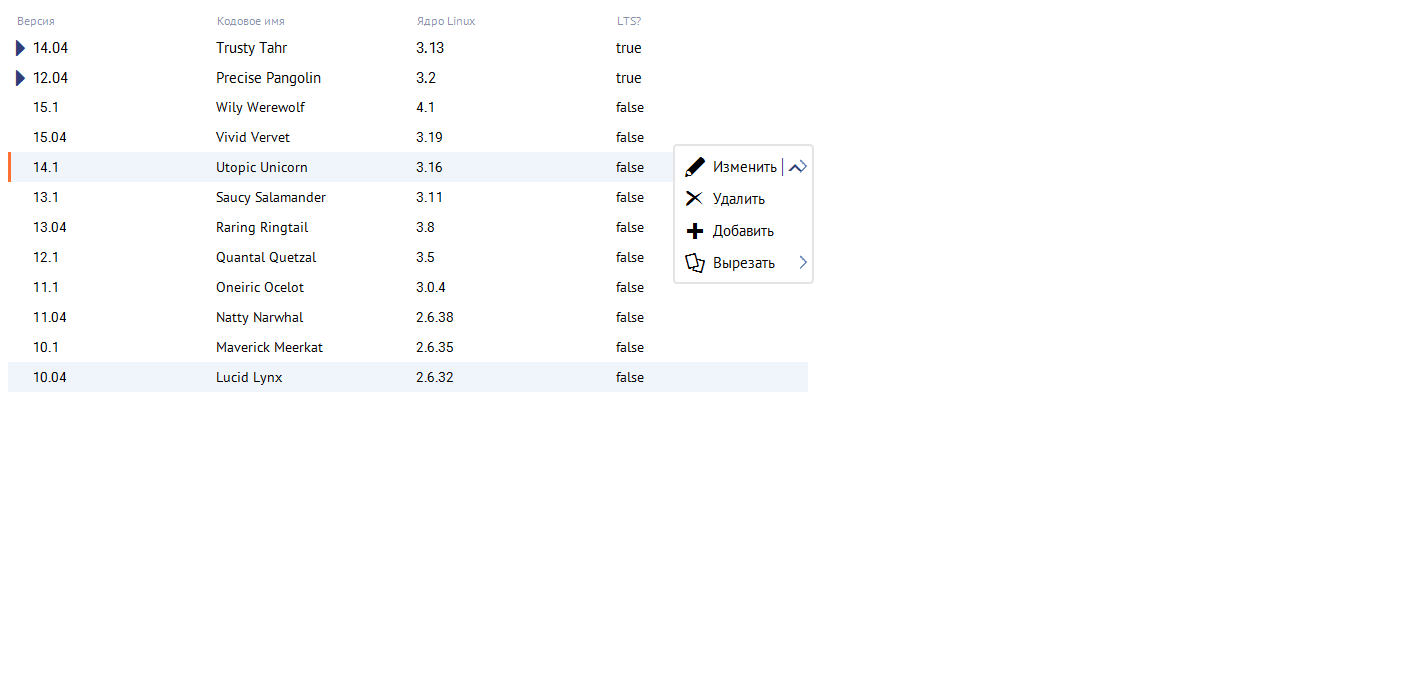 Версия Кодовое имя Ядро Linux LTS?
14.04 Trusty Tahr 3.13 true
12.04 Precise Pangolin 3.2 true
15.1 Wily Werewolf 4.1 false
15.04 Vivid Vervet 3.19 false
14.1 Utopic Unicorn 3.16 false Изменить
13.1 Saucy Salamander 3.11 false Удалить
13.04 Raring Ringtail 3.8 false Добавить
12.1 Quantal Quetzal 3.5 false Вырезать
11.1 Oneiric Ocelot 3.0.4 false
11.04 Natty Narwhal 2.6.38 false
10.1 Maverick Meerkat 2.6.35 false
10.04 Lucid Lynx 2.6.32 false